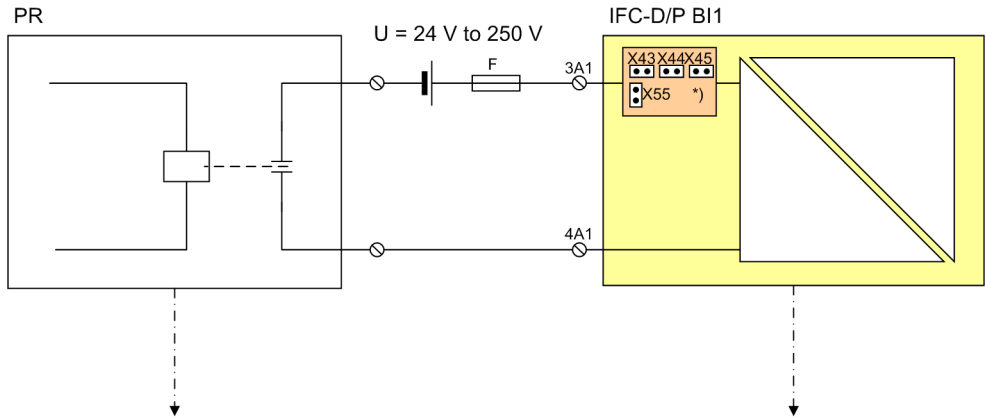 PR
IFC-D/P BI1
U = 24 V to 250 V
F
3A1
X43 X44 X45
X55 *)
4A1